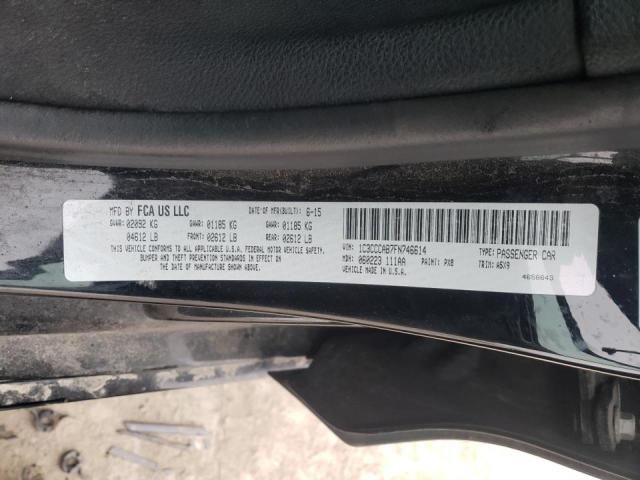 MFD BY FCA US LLC DATE OF MFR(BUILT): 6-15
GVWR: 02092 KG GAWR: 01185 KG GAWR: 01185 KG
04612 LB FRONT: 02612 LB REAR: 02612 LB
THIS VEHICLE CONFORMS TO ALL APPLICABLE U.S.A. FEDERAL MOTOR VEHICLE SAFETY,
BUMPER AND THEFT PREVENTION STANDARDS IN EFFECT ON THE DATE
OF MANUFACTURE SHOWN ABOVE.
VIN: 1C3CCCAB7FN746614 TYPE: PASSENGER CAR
MDH: 060223 111AA PAINT: PX8 TRIM: A5X9
VEHICLE MADE IN U.S.A. 4656643